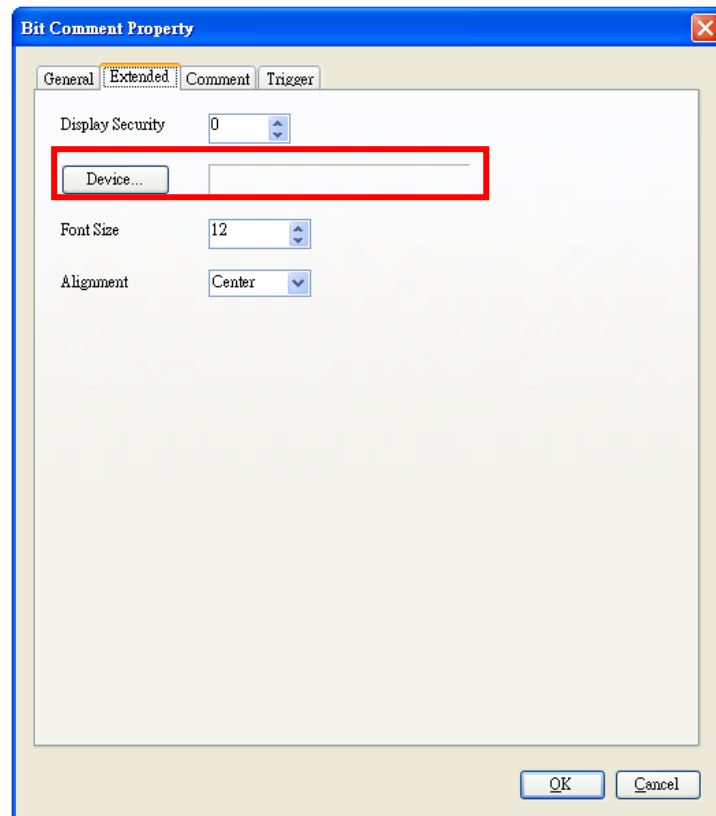 Bit Comment Property
General Extended Comment Trigger
Display Security 0
Device...
Font Size 12
Alignment Center
OK Cancel